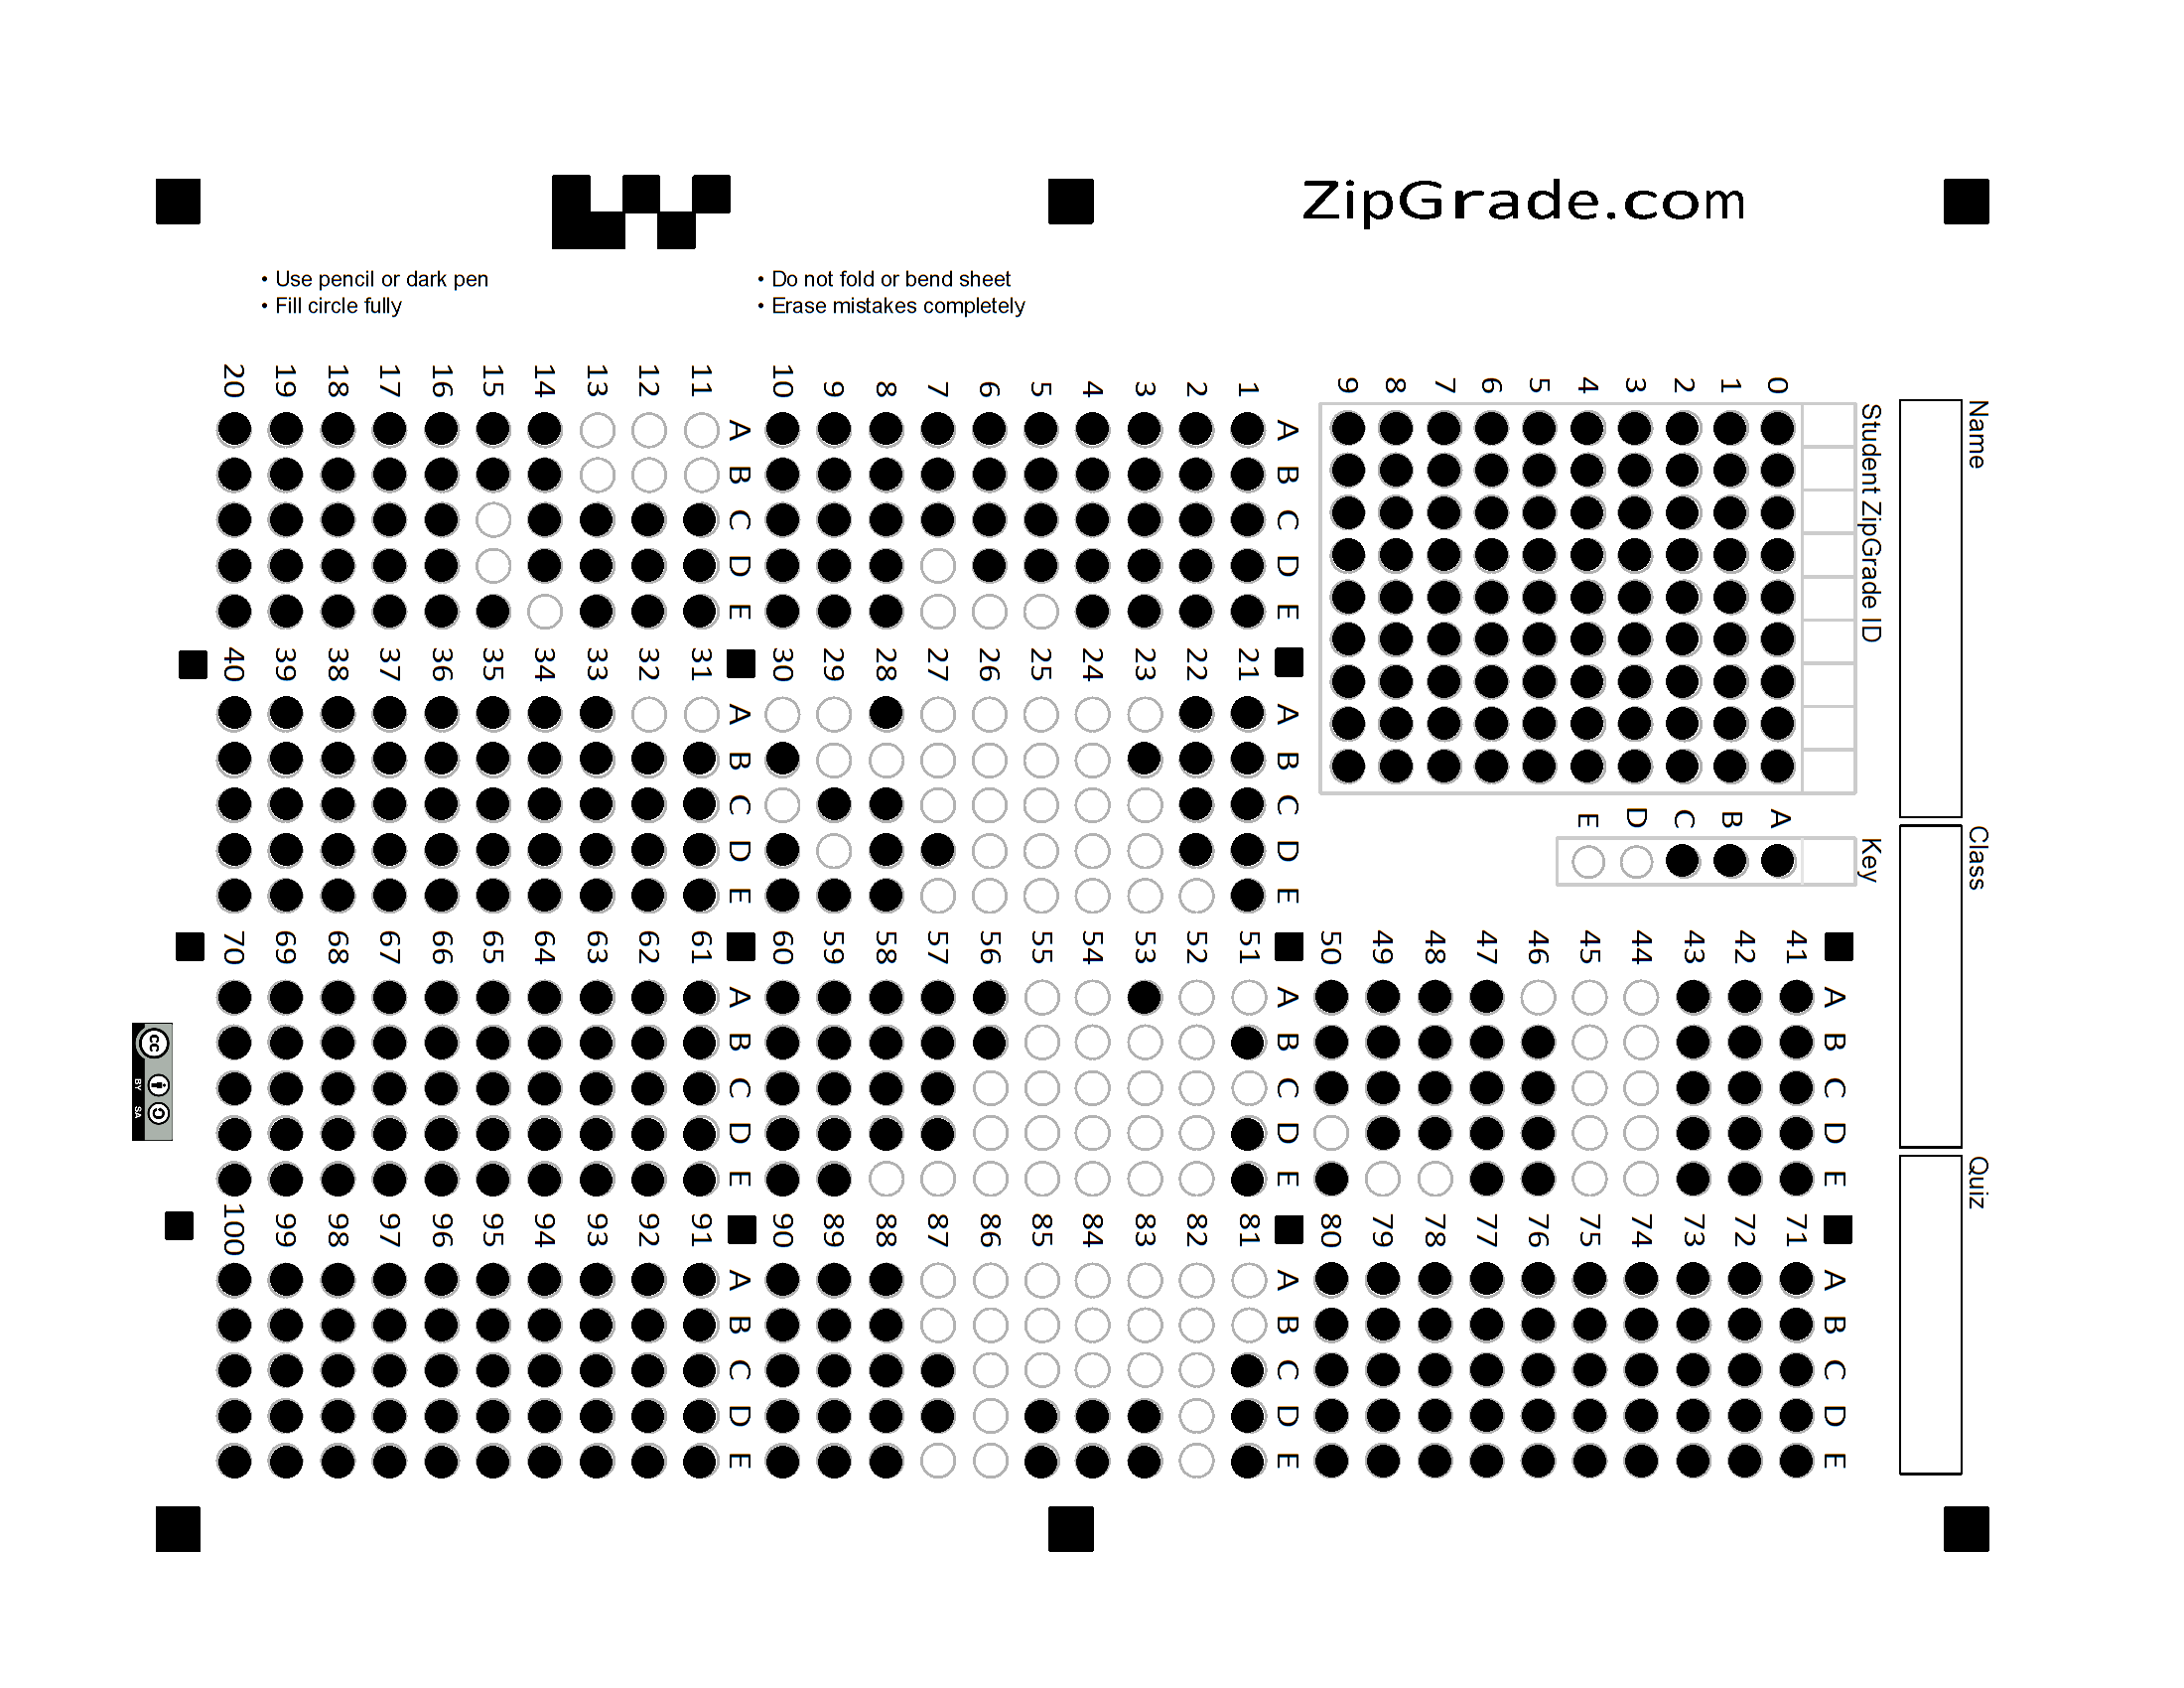 ZipGrade.com
• Use pencil or dark pen
• Fill circle fully
• Do not fold or bend sheet
• Erase mistakes completely
Name
Class
Quiz
Student ZipGrade ID
0 1 2 3 4 5 6 7 8 9
Key
A B C D E
1 2 3 4 5 6 7 8 9 10
A B C D E
11 12 13 14 15 16 17 18 19 20
A B C D E
21 22 23 24 25 26 27 28 29 30
A B C D E
31 32 33 34 35 36 37 38 39 40
A B C D E
41 42 43 44 45 46 47 48 49 50
A B C D E
51 52 53 54 55 56 57 58 59 60
A B C D E
61 62 63 64 65 66 67 68 69 70
A B C D E
71 72 73 74 75 76 77 78 79 80
A B C D E
81 82 83 84 85 86 87 88 89 90
A B C D E
91 92 93 94 95 96 97 98 99 100
A B C D E
cc
BY SA